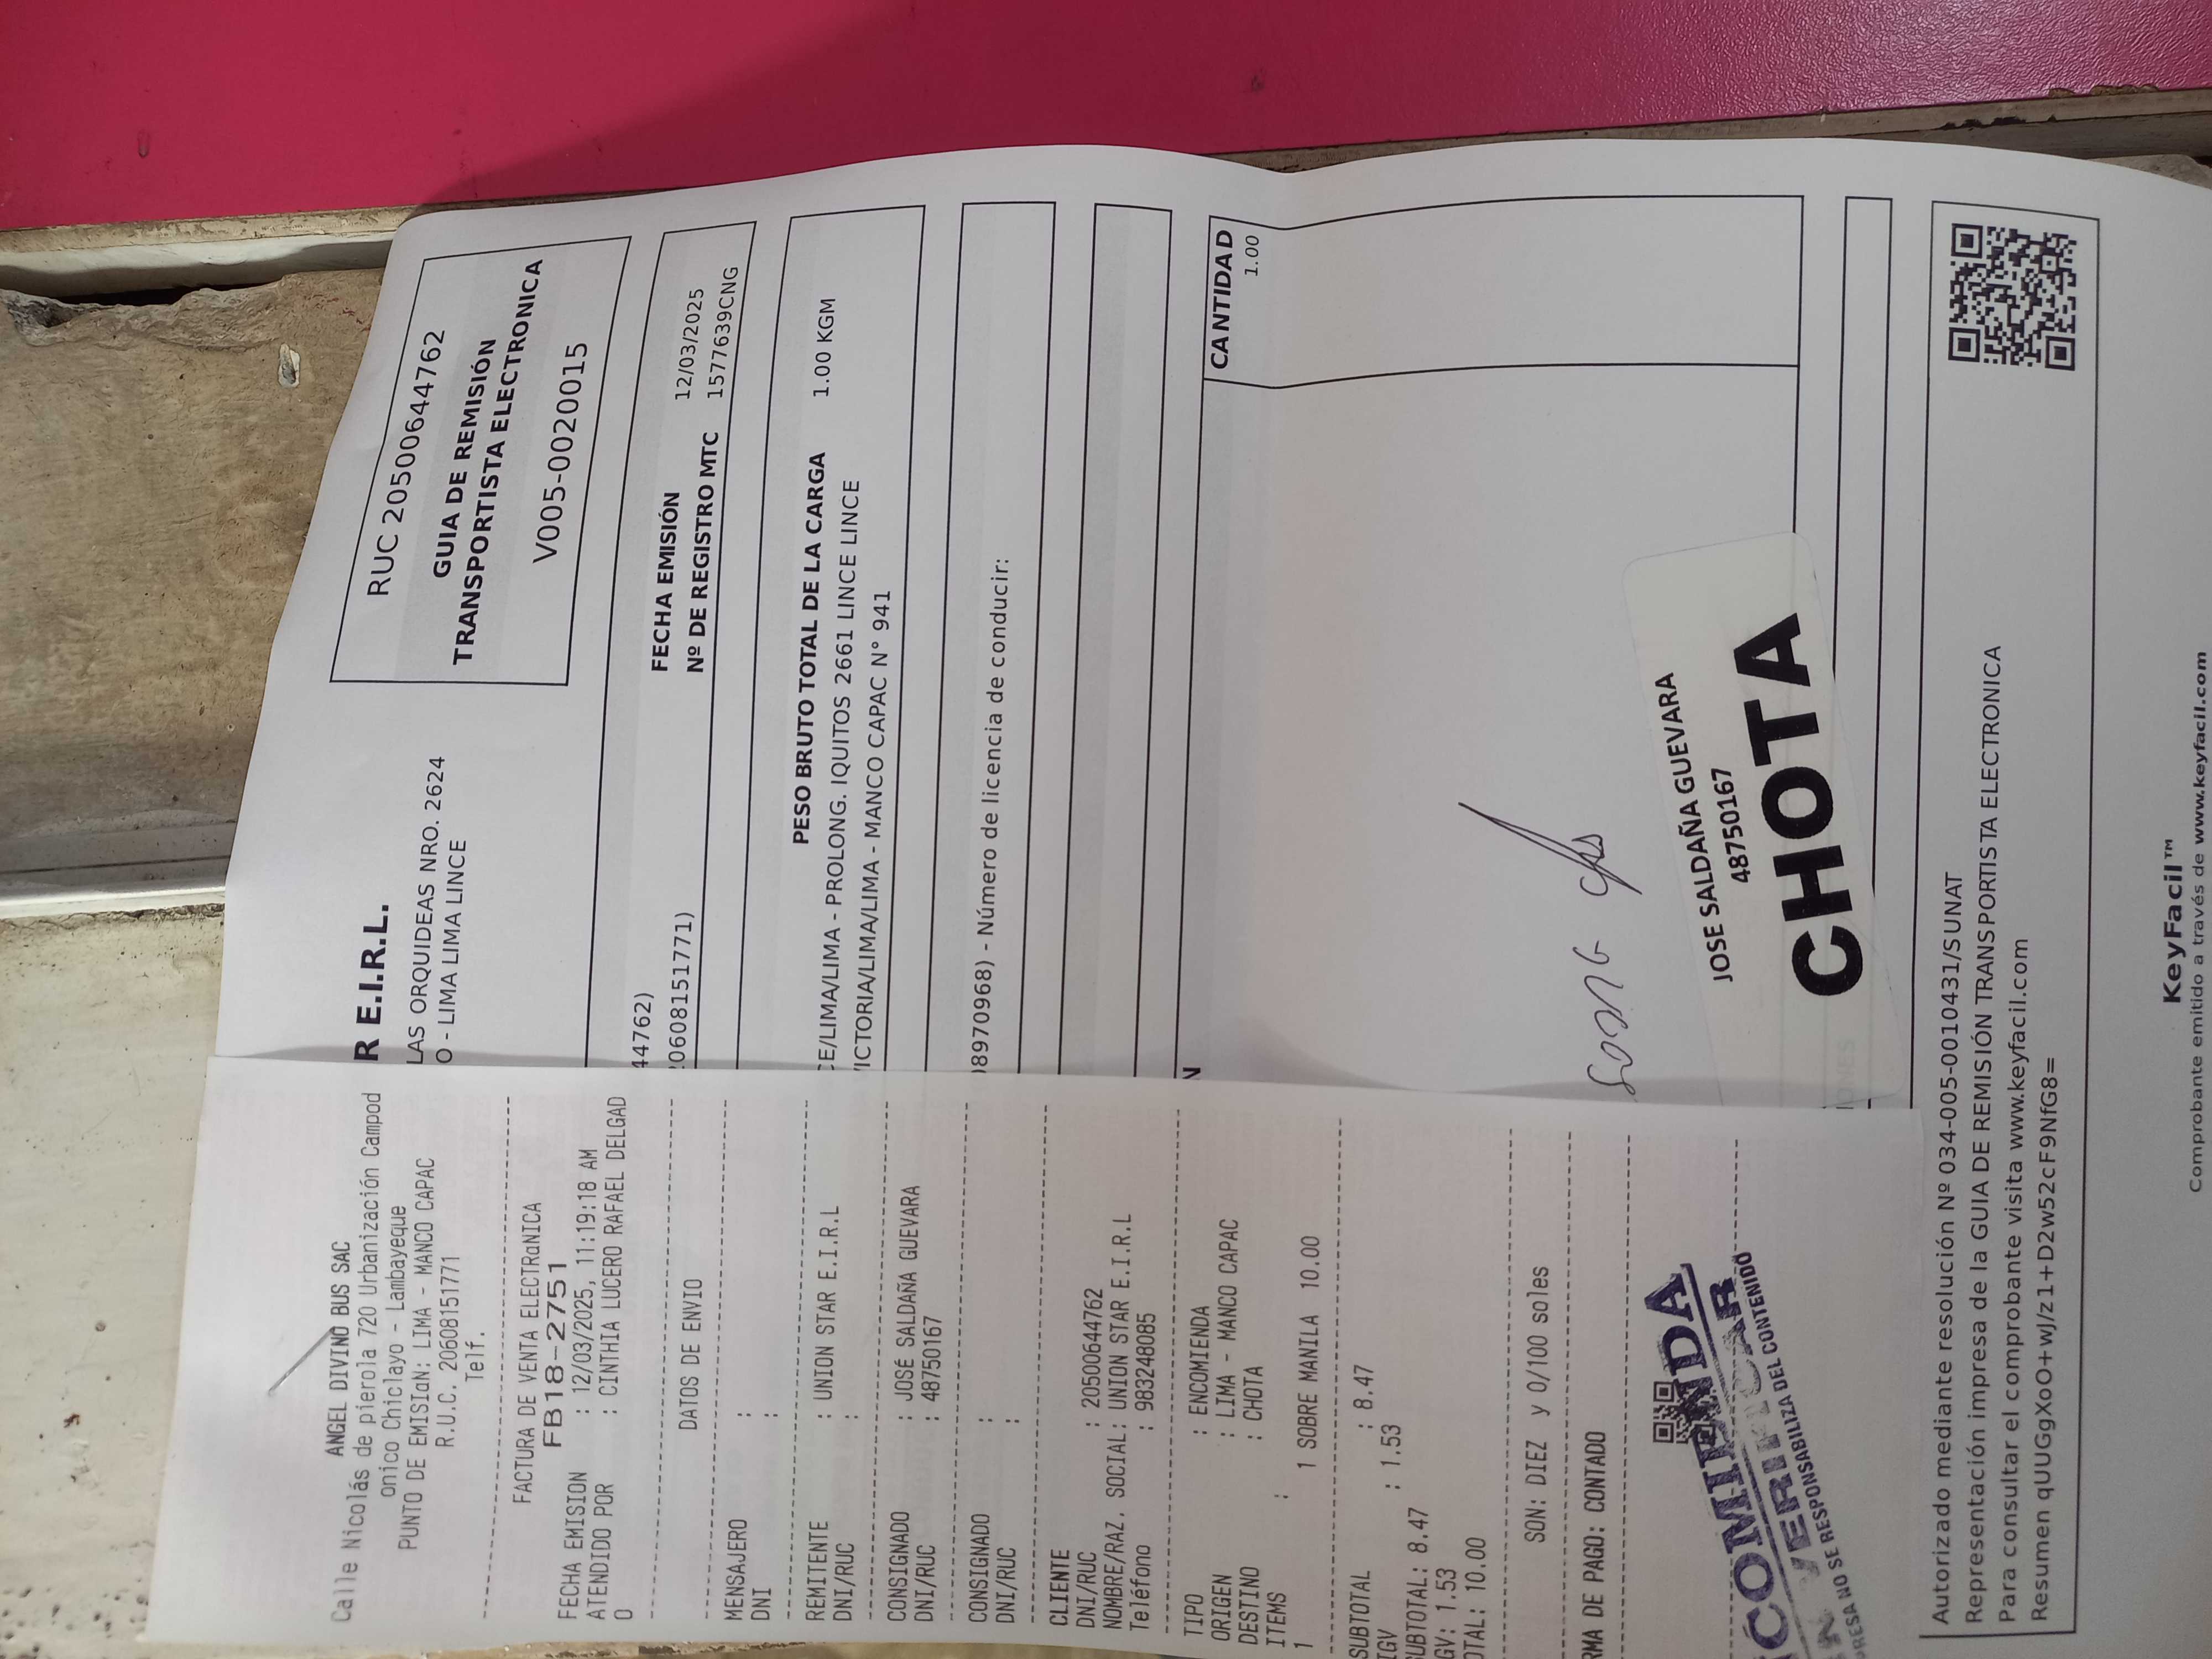 ANGEL DIVINO BUS SAC
Calle Nicolás de pierola 720 Urbanización Campod
onico Chiclayo - Lambayeque
PUNTO DE EMISIαN: LIMA - MANCO CAPAC
R.U.C. 20608151771
Telf.
FACTURA DE VENTA ELECTRαNICA
FB18-2751
FECHA EMISION : 12/03/2025, 11:19:18 AM
ATENDIDO POR : CINTHIA LUCERO RAFAEL DELGAD
O
DATOS DE ENVIO
MENSAJERO :
DNI :
REMITENTE : UNION STAR E.I.R.L
DNI/RUC :
CONSIGNADO : JOSÉ SALDAÑA GUEVARA
DNI/RUC : 48750167
CONSIGNADO :
DNI/RUC :
CLIENTE
DNI/RUC : 20500644762
NOMBRE/RAZ. SOCIAL: UNION STAR E.I.R.L
Teléfono : 983248085
TIPO : ENCOMIENDA
ORIGEN : LIMA - MANCO CAPAC
DESTINO : CHOTA
ITEMS :
1 1 SOBRE MANILA 10.00
SUBTOTAL : 8.47
IGV : 1.53
UBTOTAL: 8.47
GV: 1.53
OTAL: 10.00
SON: DIEZ y 0/100 soles
RMA DE PAGO: CONTADO
COMIENDA
VERIFICAR
RESA NO SE RESPONSABILIZA DEL CONTENIDO
R E.I.R.L.
LAS ORQUIDEAS NRO. 2624
O - LIMA LIMA LINCE
RUC 20500644762
GUIA DE REMISIÓN
TRANSPORTISTA ELECTRONICA
V005-0020015
44762)
20608151771)
FECHA EMISIÓN 12/03/2025
Nº DE REGISTRO MTC 1577639CNG
PESO BRUTO TOTAL DE LA CARGA 1.00 KGM
CE/LIMA/LIMA - PROLONG. IQUITOS 2661 LINCE LINCE
VICTORIA/LIMA/LIMA - MANCO CAPAC N° 941
08970968) - Número de licencia de conducir:
N
CANTIDAD
1.00
JOSE SALDAÑA GUEVARA
48750167
CHOTA
Autorizado mediante resolución Nº 034-005-0010431/SUNAT
Representación impresa de la GUIA DE REMISIÓN TRANSPORTISTA ELECTRONICA
Para consultar el comprobante visita www.keyfacil.com
Resumen qUUGgXoO+wJ/z1+D2w52cF9NfG8=
KeyFacil™
Comprobante emitido a través de www.keyfacil.com